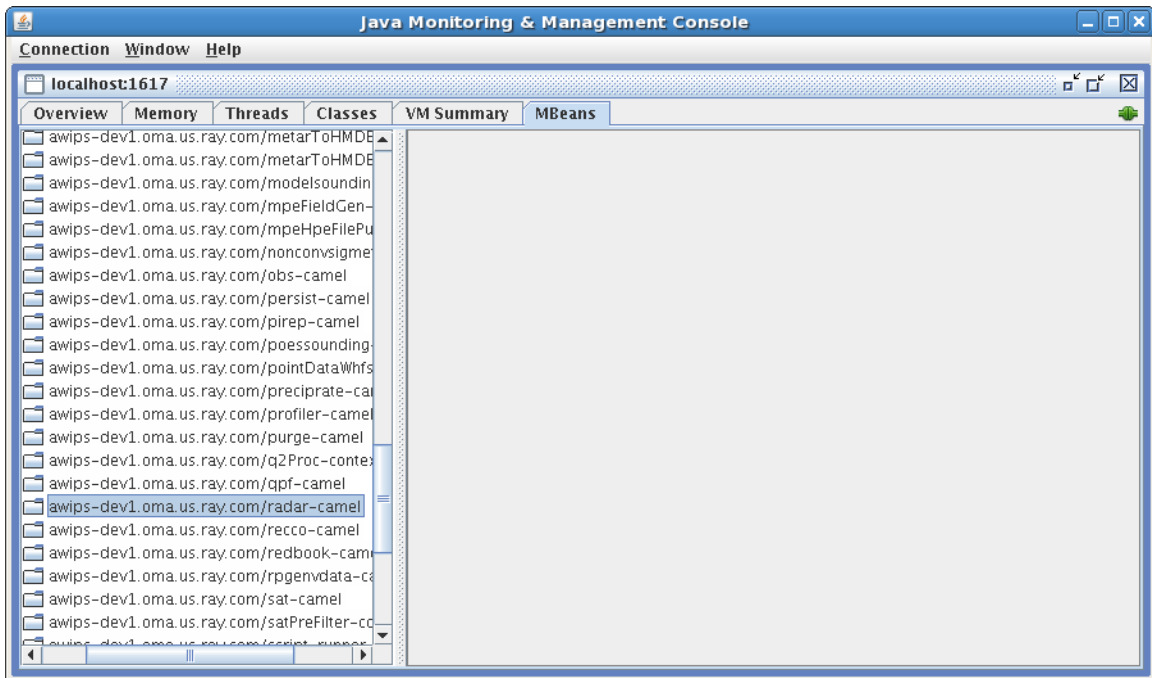 Java Monitoring & Management Console
Connection Window Help
localhost:1617
Overview Memory Threads Classes VM Summary MBeans
awips-dev1.oma.us.ray.com/metarToHMDB
awips-dev1.oma.us.ray.com/metarToHMDB
awips-dev1.oma.us.ray.com/modelsoundin
awips-dev1.oma.us.ray.com/mpeFieldGen-
awips-dev1.oma.us.ray.com/mpeHpeFilePu
awips-dev1.oma.us.ray.com/nonconvsigme
awips-dev1.oma.us.ray.com/obs-camel
awips-dev1.oma.us.ray.com/persist-camel
awips-dev1.oma.us.ray.com/pirep-camel
awips-dev1.oma.us.ray.com/poessounding-
awips-dev1.oma.us.ray.com/pointDataWhfs
awips-dev1.oma.us.ray.com/preciprate-ca
awips-dev1.oma.us.ray.com/profiler-camel
awips-dev1.oma.us.ray.com/purge-camel
awips-dev1.oma.us.ray.com/q2Proc-contex
awips-dev1.oma.us.ray.com/qpf-camel
awips-dev1.oma.us.ray.com/radar-camel
awips-dev1.oma.us.ray.com/recco-camel
awips-dev1.oma.us.ray.com/redbook-cam
awips-dev1.oma.us.ray.com/rpgenvdata-ca
awips-dev1.oma.us.ray.com/sat-camel
awips-dev1.oma.us.ray.com/satPreFilter-co